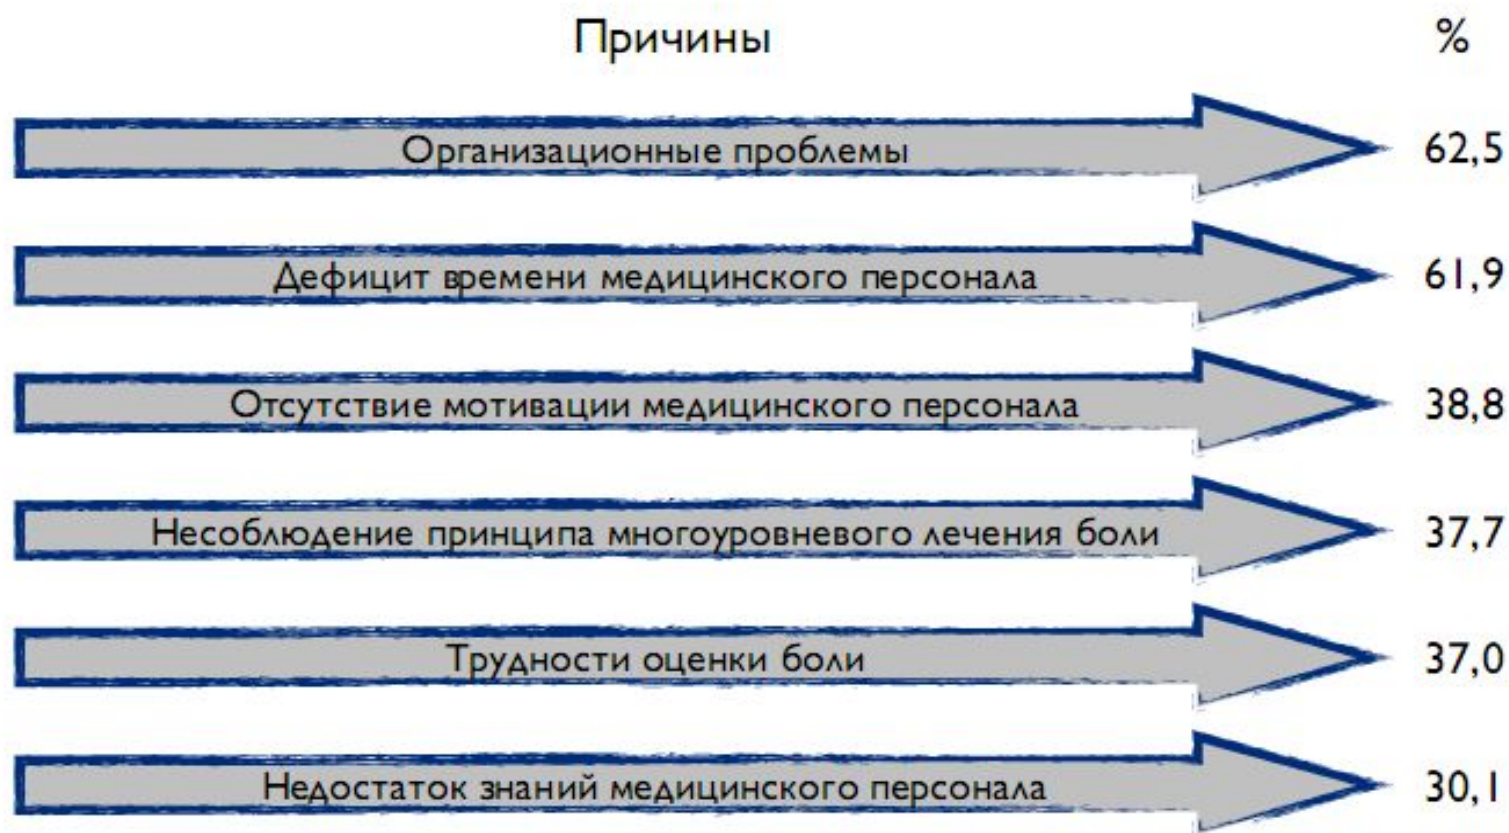 Причины %
Организационные проблемы 62,5
Дефицит времени медицинского персонала 61,9
Отсутствие мотивации медицинского персонала 38,8
Несоблюдение принципа многоуровневого лечения боли 37,7
Трудности оценки боли 37,0
Недостаток знаний медицинского персонала 30,1